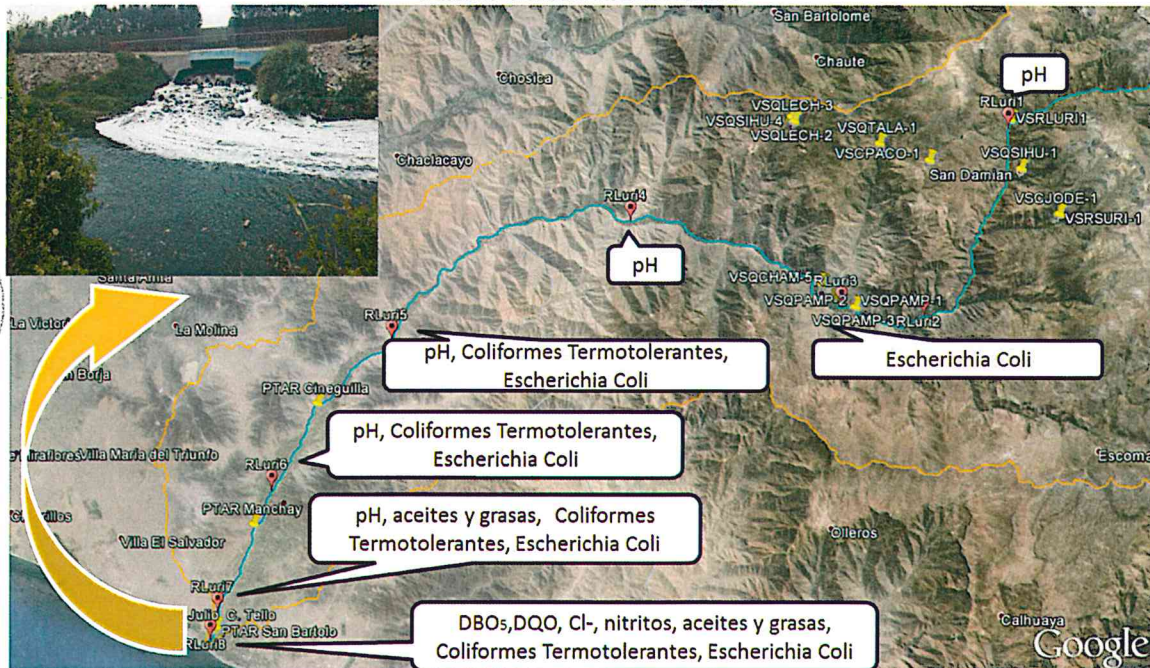 San Bartolome
Chosica
Chaute
pH
RLuri1
VSRLURI1
VSQLECH-3
VSQSIHU-4
VSQLECH-2
VSQTALA-1
VSCPACO-1
VSQSIHU-1
San Damian
Chaclacayo
VSCJODE-1
VSRSURI-1
RLuri4
pH
VSQCHAM-5
RLuri3
VSQPAMP-2
VSQPAMP-1
VSQPAMP-3
RLuri2
Escherichia Coli
Santa Anita
La Victoria
La Molina
RLuri5
pH, Coliformes Termotolerantes,
Escherichia Coli
PTAR Cineguilla
pH, Coliformes Termotolerantes,
Escherichia Coli
Villa Maria del Triunfo
RLuri6
Escoma
PTAR Manchay
pH, aceites y grasas, Coliformes
Termotolerantes, Escherichia Coli
Villa El Salvador
Olleros
RLuri7
Julio C. Tello
PTAR San Bartolo
RLuri8
DBOs,DQO, Cl-, nitritos, aceites y grasas,
Coliformes Termotolerantes, Escherichia Coli
Calhuaya
Google